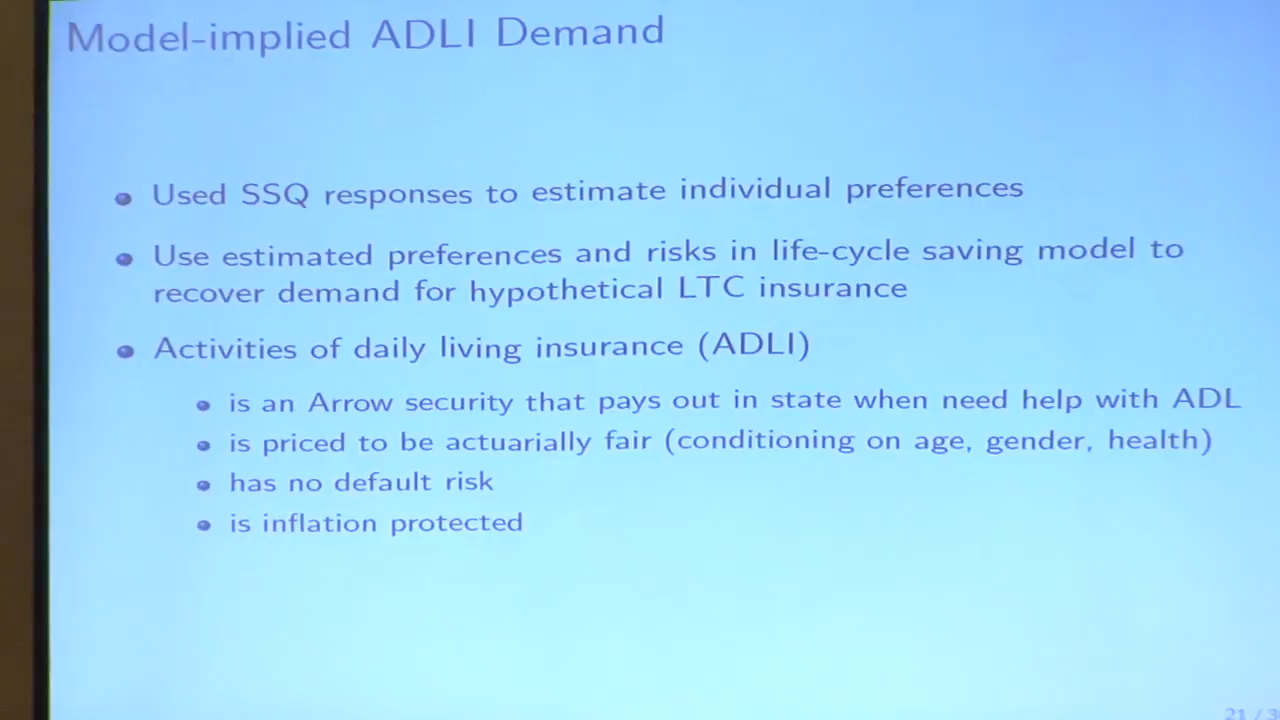 Model-implied ADLI Demand
Used SSQ responses to estimate individual preferences
Use estimated preferences and risks in life-cycle saving model to
recover demand for hypothetical LTC insurance
Activities of daily living insurance (ADLI)
is an Arrow security that pays out in state when need help with ADL
is priced to be actuarially fair (conditioning on age, gender, health)
has no default risk
is inflation protected